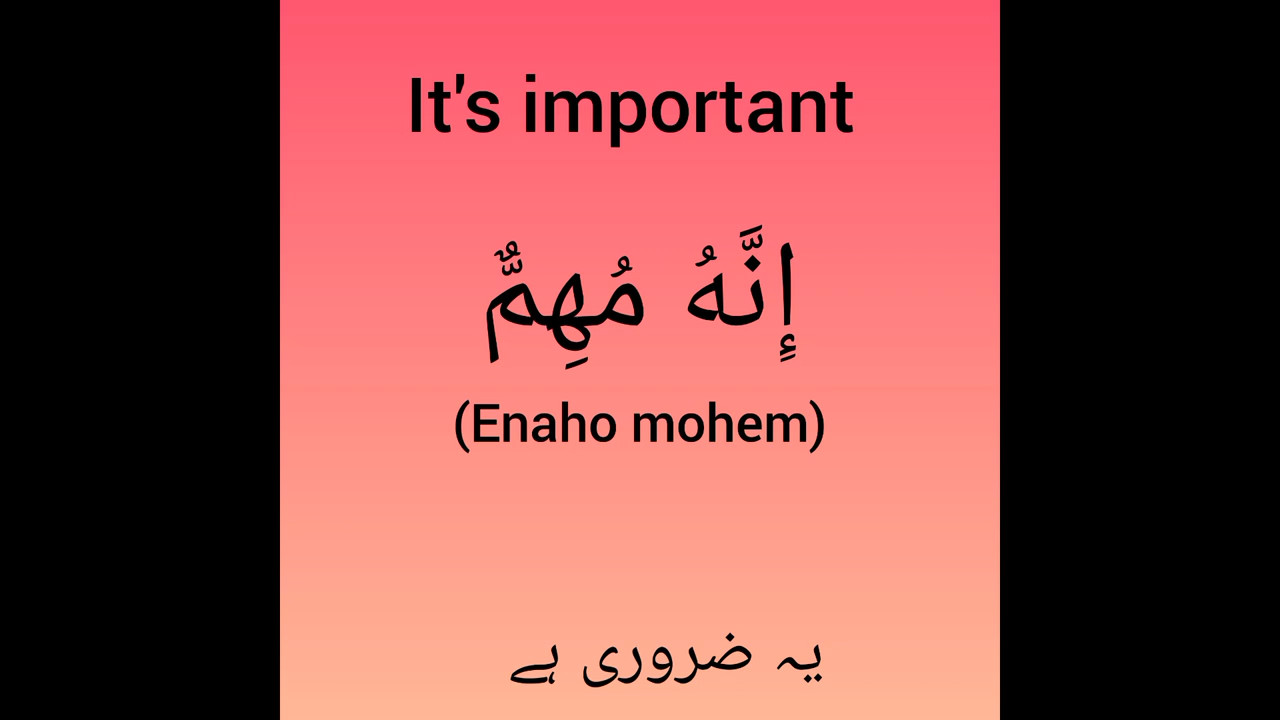 It's important
إِنَّهُ مُهِمٌّ
(Enaho mohem)
یہ ضروری ہے